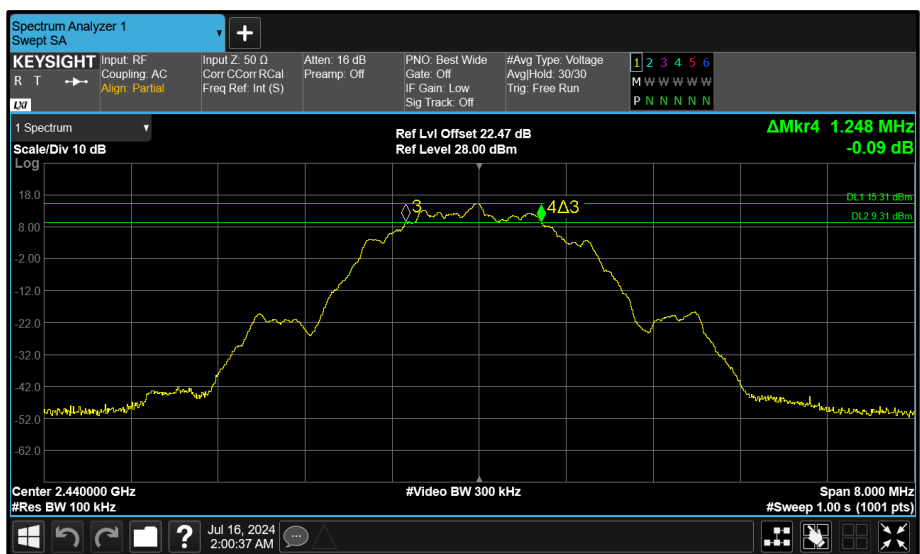 Spectrum Analyzer 1
Swept SA
+
KEYSIGHT
R T
LXI
Input: RF
Coupling: AC
Align: Partial
Input Z: 50 Ω
Corr CCorr RCal
Freq Ref: Int (S)
Atten: 16 dB
Preamp: Off
PNO: Best Wide
Gate: Off
IF Gain: Low
Sig Track: Off
#Avg Type: Voltage
Avg|Hold: 30/30
Trig: Free Run
1 2 3 4 5 6
M W W W W W
P N N N N N
1 Spectrum
Scale/Div 10 dB
Ref Lvl Offset 22.47 dB
Ref Level 28.00 dBm
ΔMkr4 1.248 MHz
-0.09 dB
Log
18.0
8.00
-2.00
-12.0
-22.0
-32.0
-42.0
-52.0
-62.0
3
4Δ3
DL1 15.31 dBm
DL2 9.31 dBm
Center 2.440000 GHz
#Res BW 100 kHz
#Video BW 300 kHz
Span 8.000 MHz
#Sweep 1.00 s (1001 pts)
?
Jul 16, 2024
2:00:37 AM